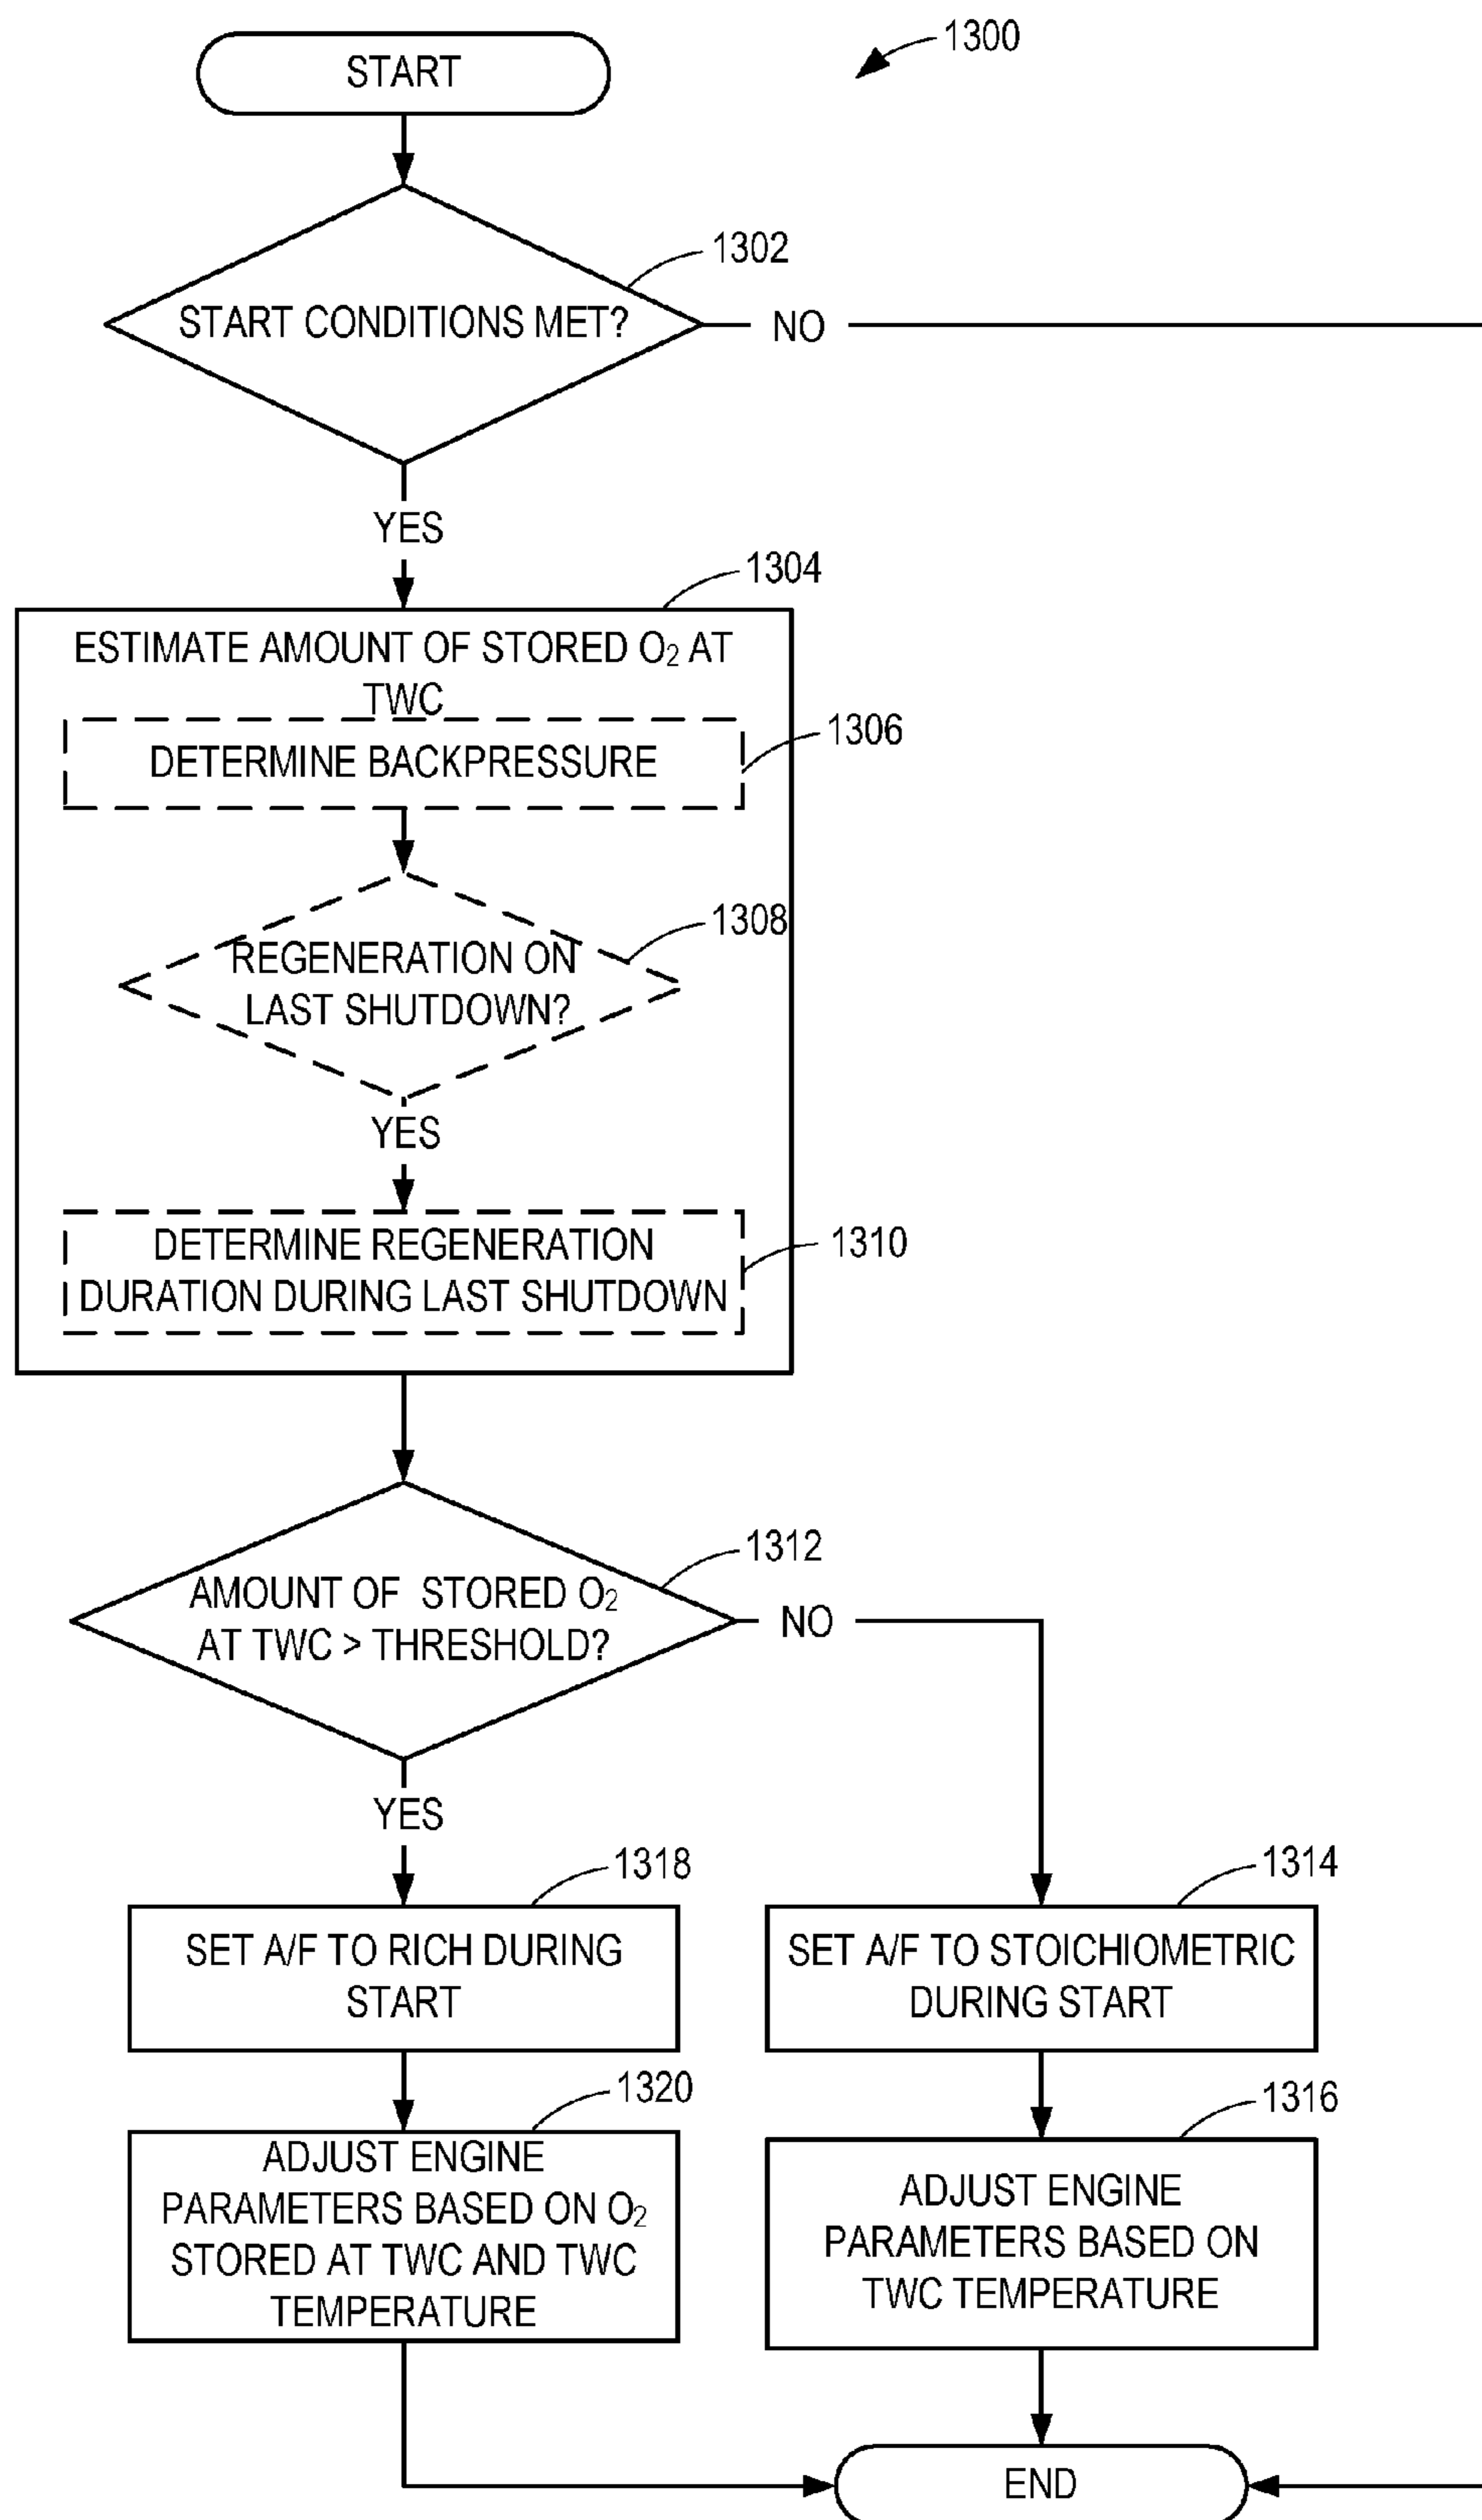 START
1300
1302
START CONDITIONS MET?
NO
YES
1304
ESTIMATE AMOUNT OF STORED O₂ AT
TWC
1306
DETERMINE BACKPRESSURE
1308
REGENERATION ON
LAST SHUTDOWN?
YES
1310
DETERMINE REGENERATION
DURATION DURING LAST SHUTDOWN
1312
AMOUNT OF STORED O₂
AT TWC > THRESHOLD?
NO
YES
1318
SET A/F TO RICH DURING
START
1314
SET A/F TO STOICHIOMETRIC
DURING START
1320
ADJUST ENGINE
PARAMETERS BASED ON O₂
STORED AT TWC AND TWC
TEMPERATURE
1316
ADJUST ENGINE
PARAMETERS BASED ON
TWC TEMPERATURE
END